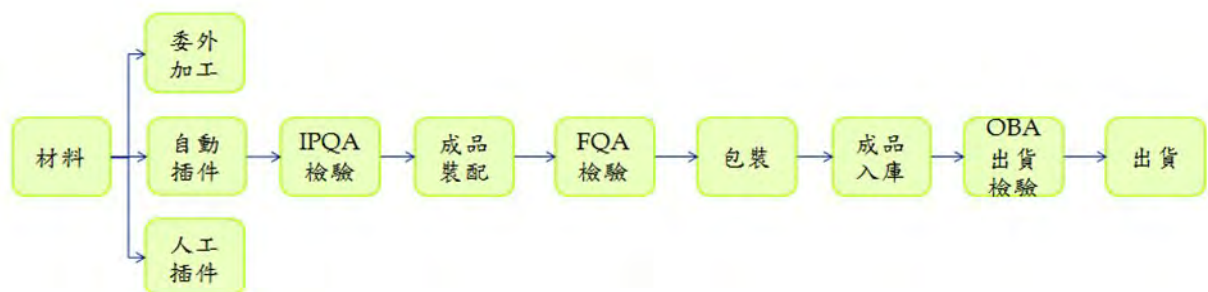 委外
加工
材料
自動
插件
IPQA
檢驗
成品
裝配
FQA
檢驗
包裝
成品
入庫
OBA
出貨
檢驗
出貨
人工
插件